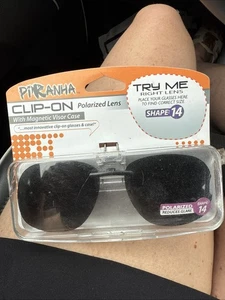 PIRANHA
CLIP-ON Polarized Lens
With Magnetic Visor Case
"...most innovative clip-on glasses & case"
TRY ME
RIGHT LENS
PLACE YOUR GLASSES HERE
TO FIND CORRECT SIZE
SHAPE: 14
POLARIZED
REDUCES GLARE
SHAPE:
14